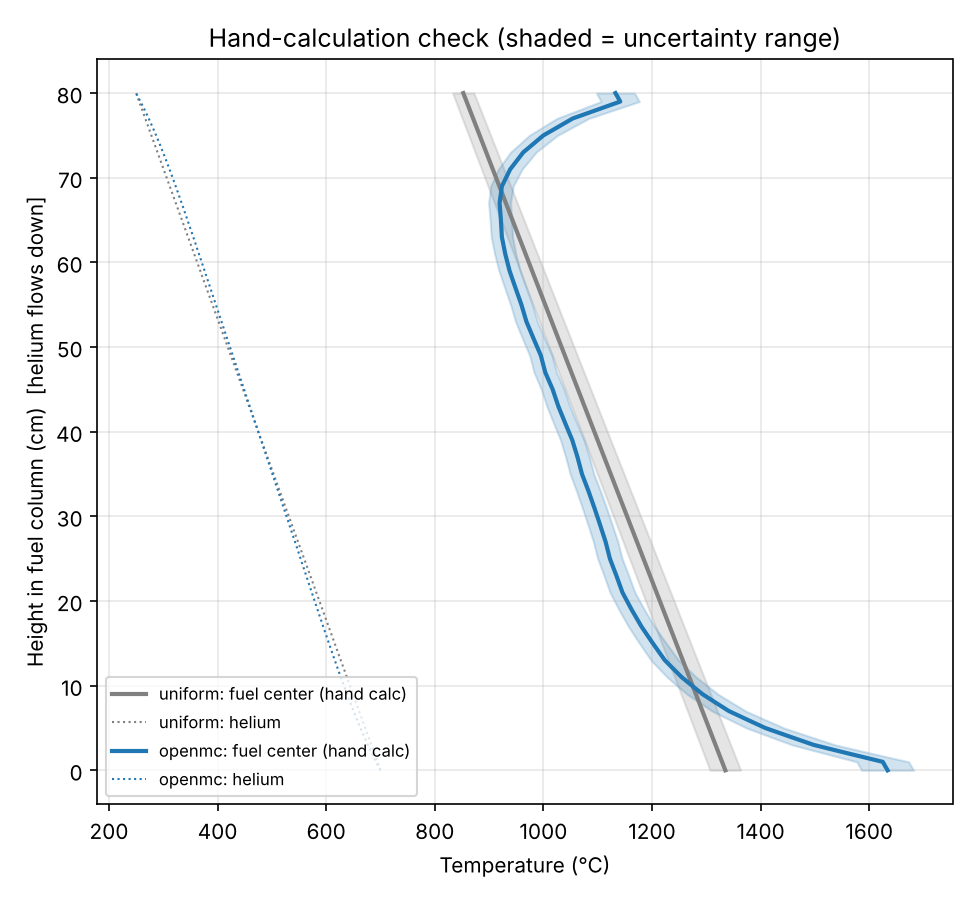 Hand-calculation check (shaded = uncertainty range)
80
70
60
50
40
30
20
10
0
Height in fuel column (cm)  [helium flows down]
uniform: fuel center (hand calc)
uniform: helium
openmc: fuel center (hand calc)
openmc: helium
200 400 600 800 1000 1200 1400 1600
Temperature (°C)